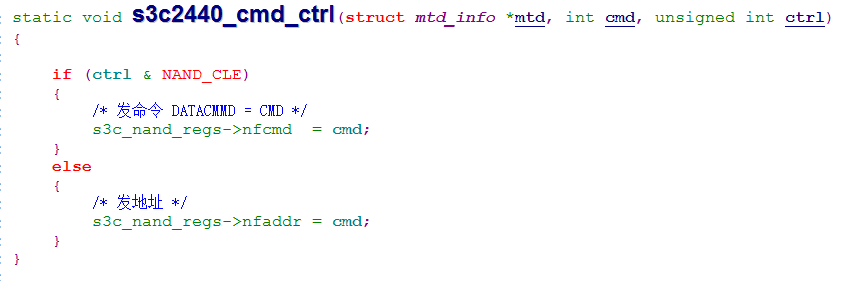 static void s3c2440_cmd_ctrl(struct mtd_info *mtd, int cmd, unsigned int ctrl)
{
if (ctrl & NAND_CLE)
{
/* 发命令 DATACMMD = CMD */
s3c_nand_regs->nfcmd = cmd;
}
else
{
/* 发地址 */
s3c_nand_regs->nfaddr = cmd;
}
}